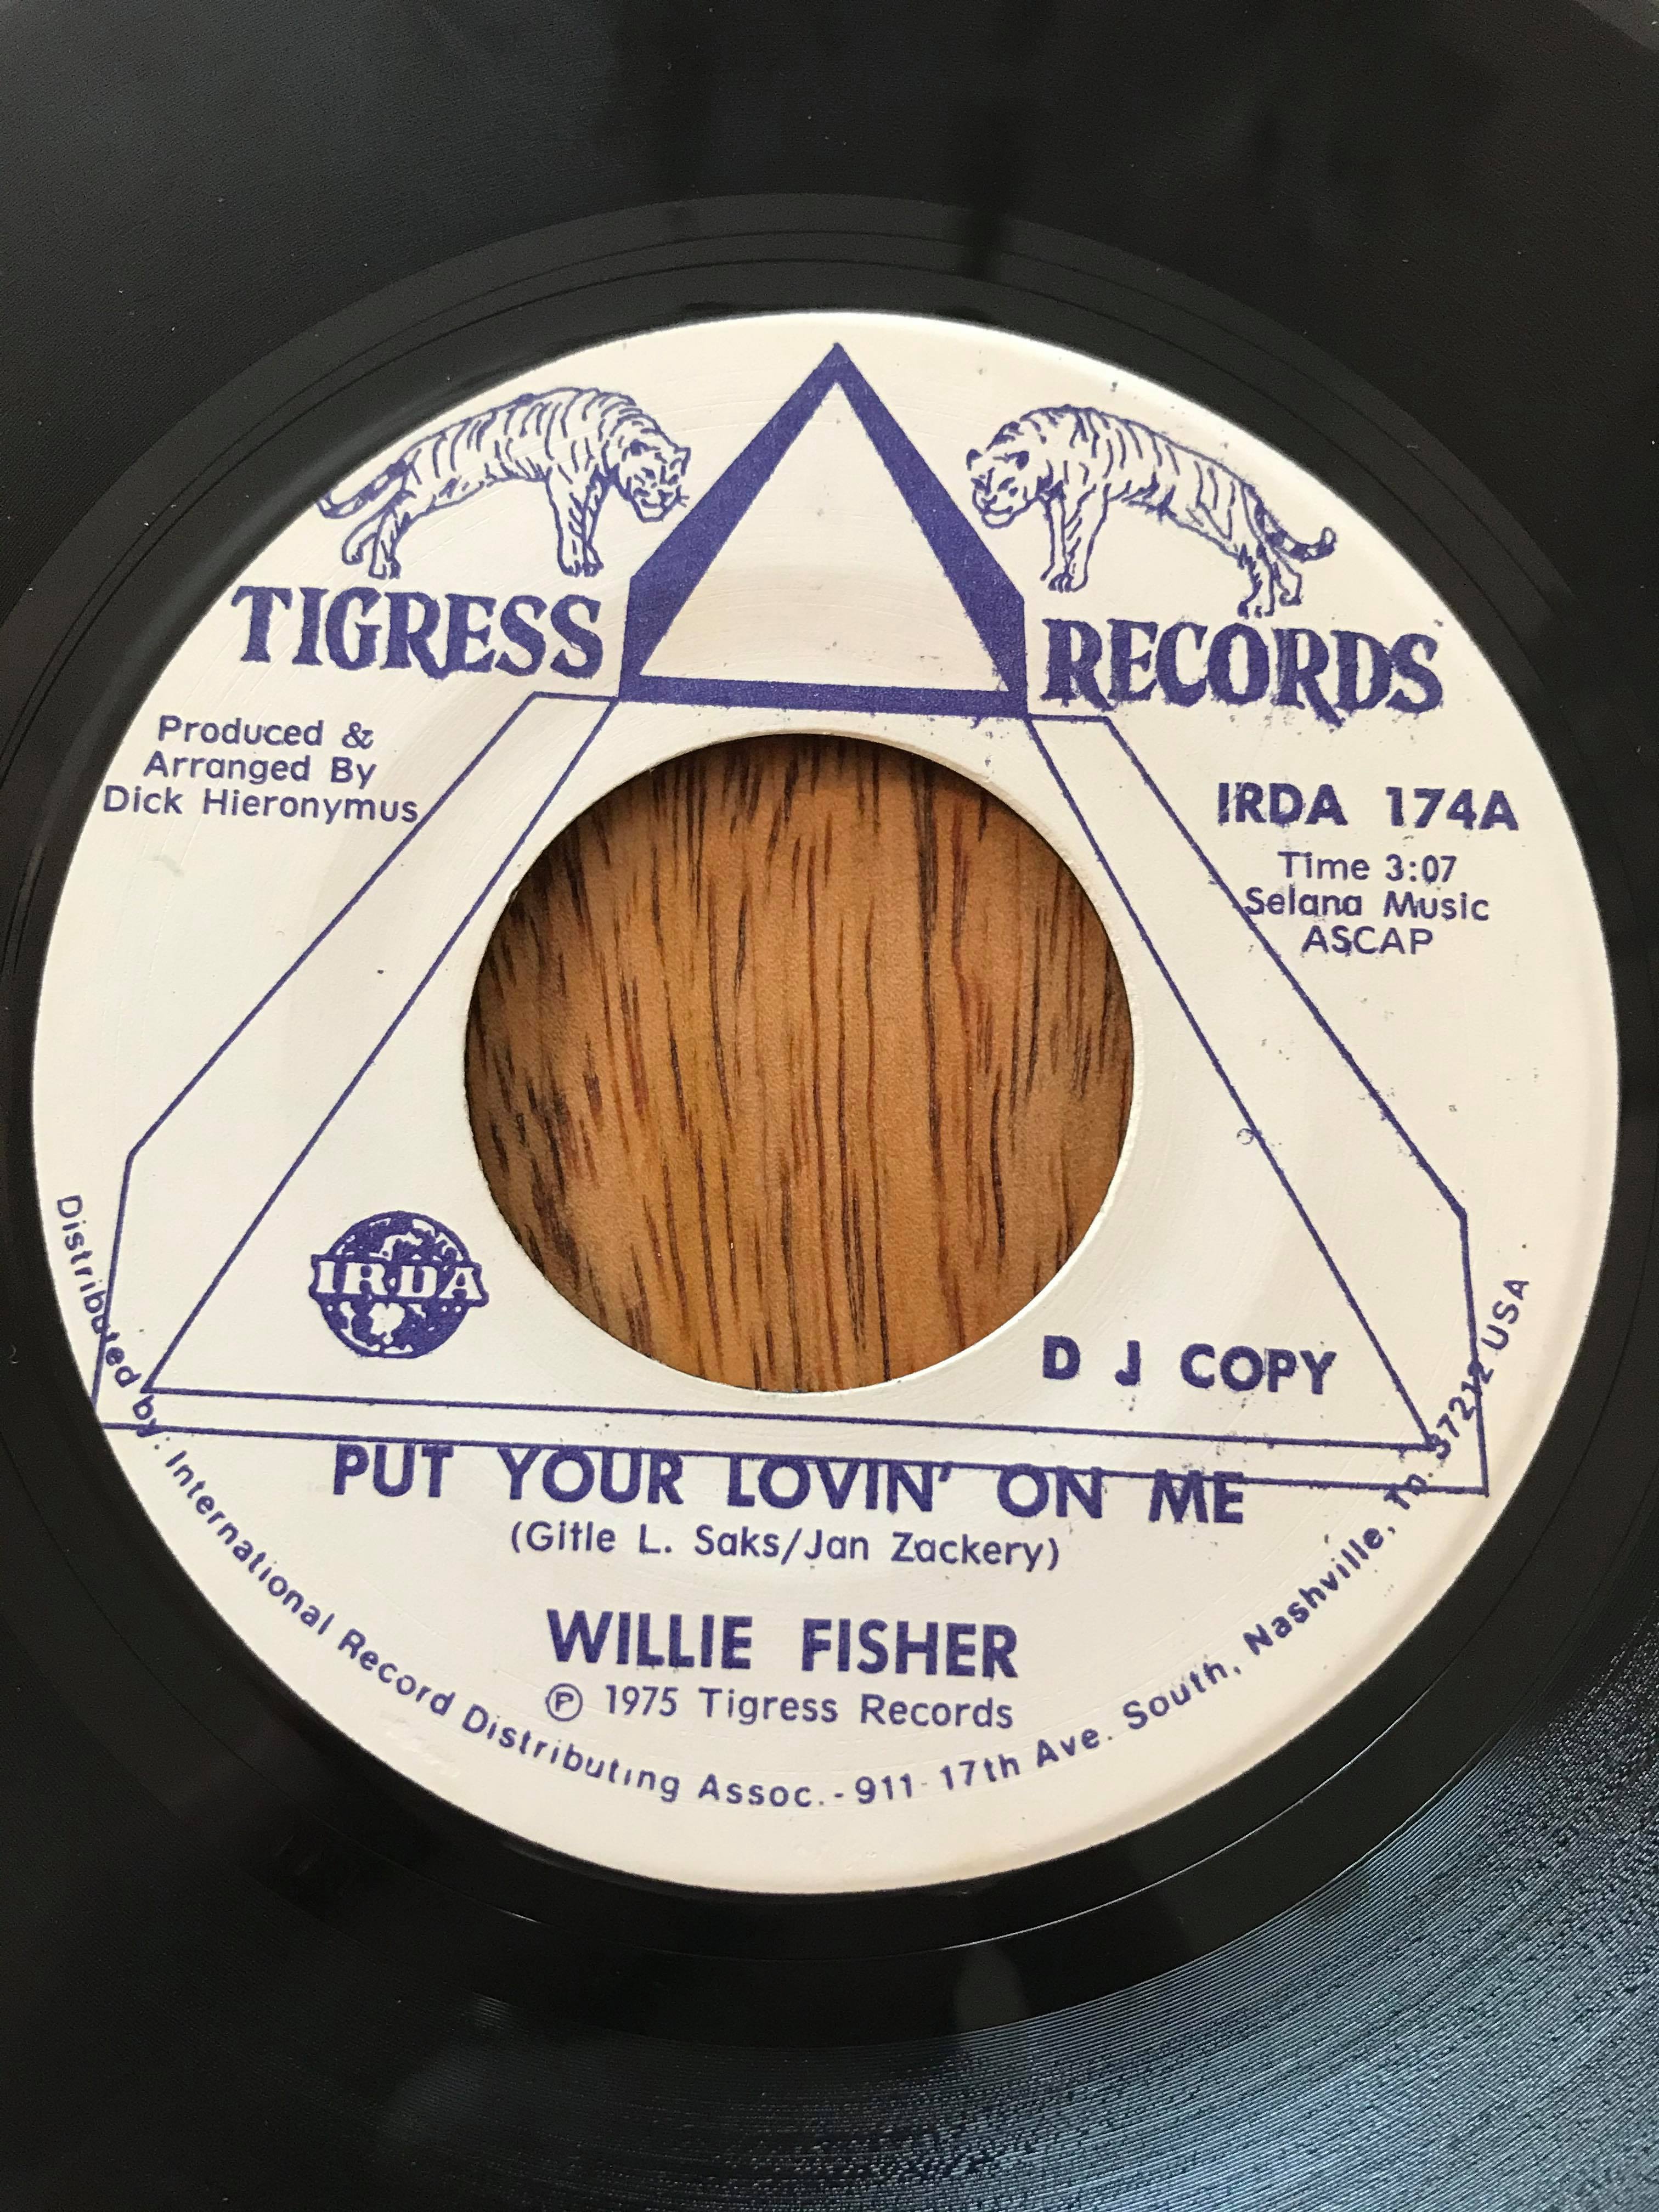 TIGRESS RECORDS
Produced &
Arranged By
Dick Hieronymus
IRDA 174A
Time 3:07
Selana Music
ASCAP
IRDA
D J COPY
PUT YOUR LOVIN' ON ME
(Gitle L. Saks/Jan Zackery)
WILLIE FISHER
℗ 1975 Tigress Records
Distributed by: International Record Distributing Assoc. - 911 - 17th Ave. South, Nashville, Tn. 37212 USA